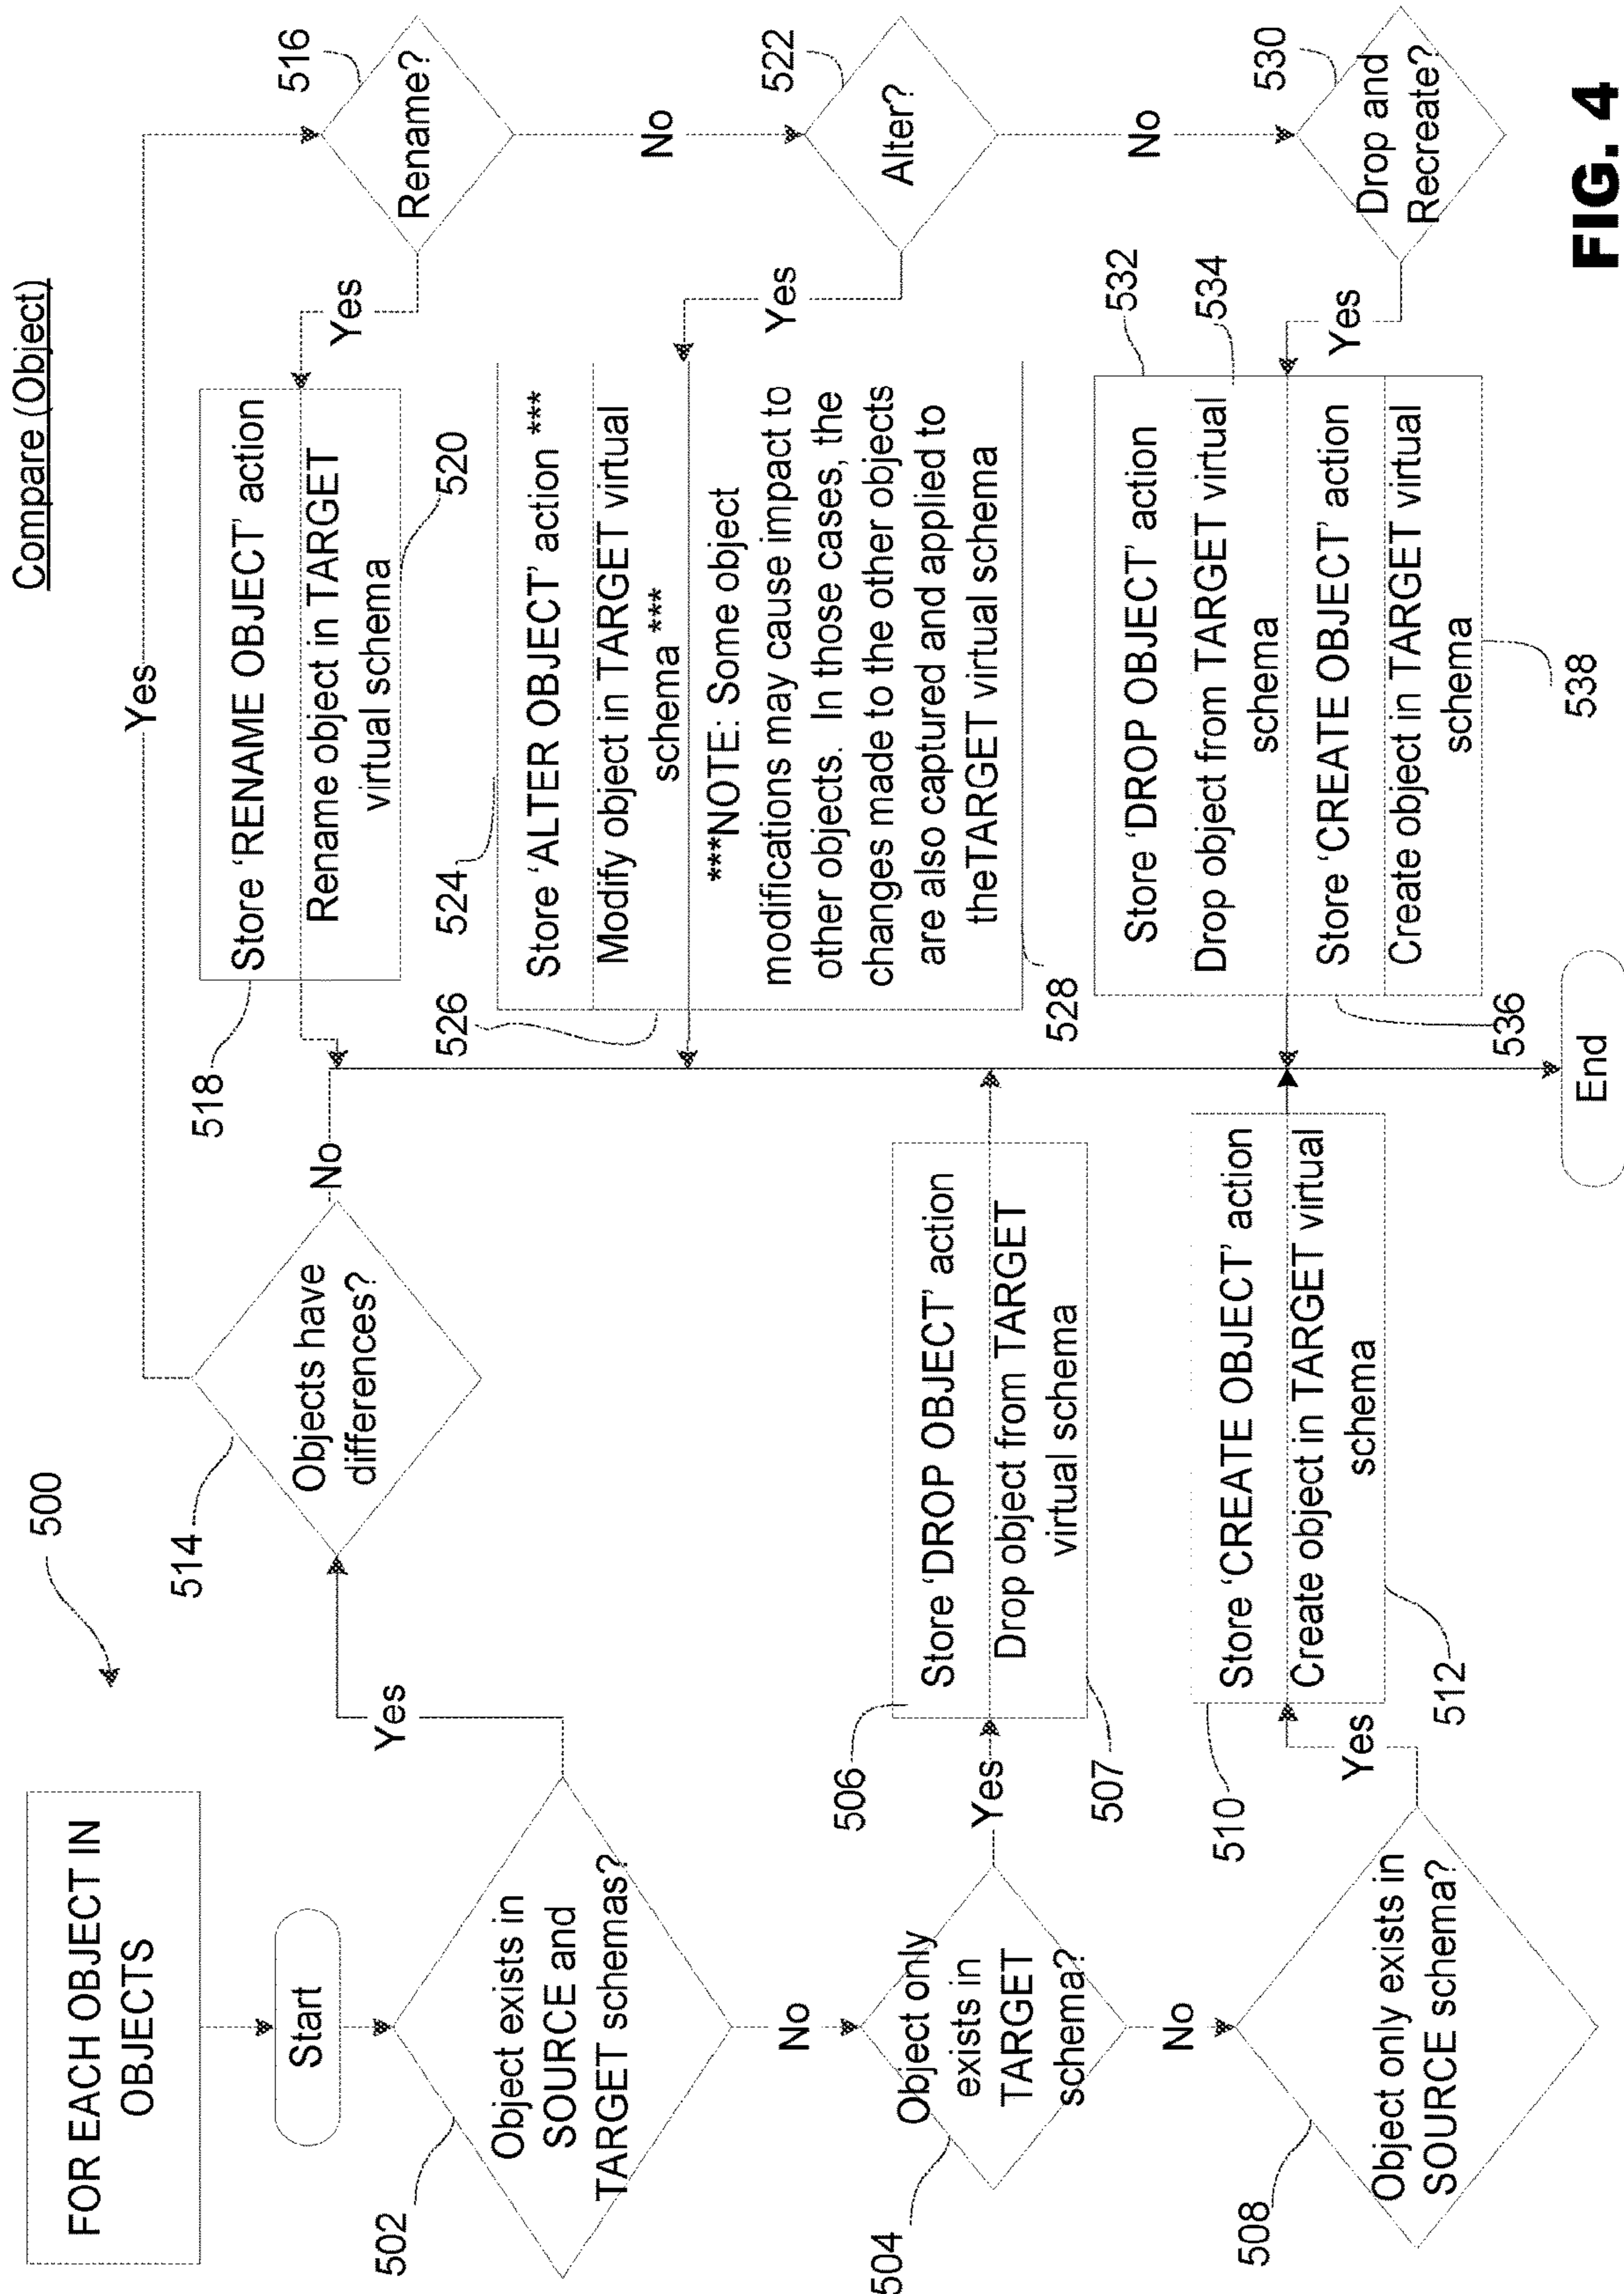 Compare (Object)
500
FOR EACH OBJECT IN
OBJECTS
Start
502
Object exists in
SOURCE and
TARGET schemas?
Yes
No
504
Object only
exists in
TARGET
schema?
Yes
No
508
Object only exists in
SOURCE schema?
Yes
514
Objects have
differences?
Yes
No
506
Store 'DROP OBJECT' action
Drop object from TARGET
virtual schema
507
510
Store 'CREATE OBJECT' action
Create object in TARGET virtual
schema
512
516
Rename?
Yes
No
518
Store 'RENAME OBJECT' action
Rename object in TARGET
virtual schema
520
522
Alter?
Yes
No
524
Store 'ALTER OBJECT' action ***
526
Modify object in TARGET virtual
schema ***
***NOTE: Some object
modifications may cause impact to
other objects. In those cases, the
changes made to the other objects
are also captured and applied to
theTARGET virtual schema
528
530
Drop and
Recreate?
Yes
532
Store 'DROP OBJECT' action
534
Drop object from TARGET virtual
schema
536
Store 'CREATE OBJECT' action
Create object in TARGET virtual
schema
538
End
FIG. 4